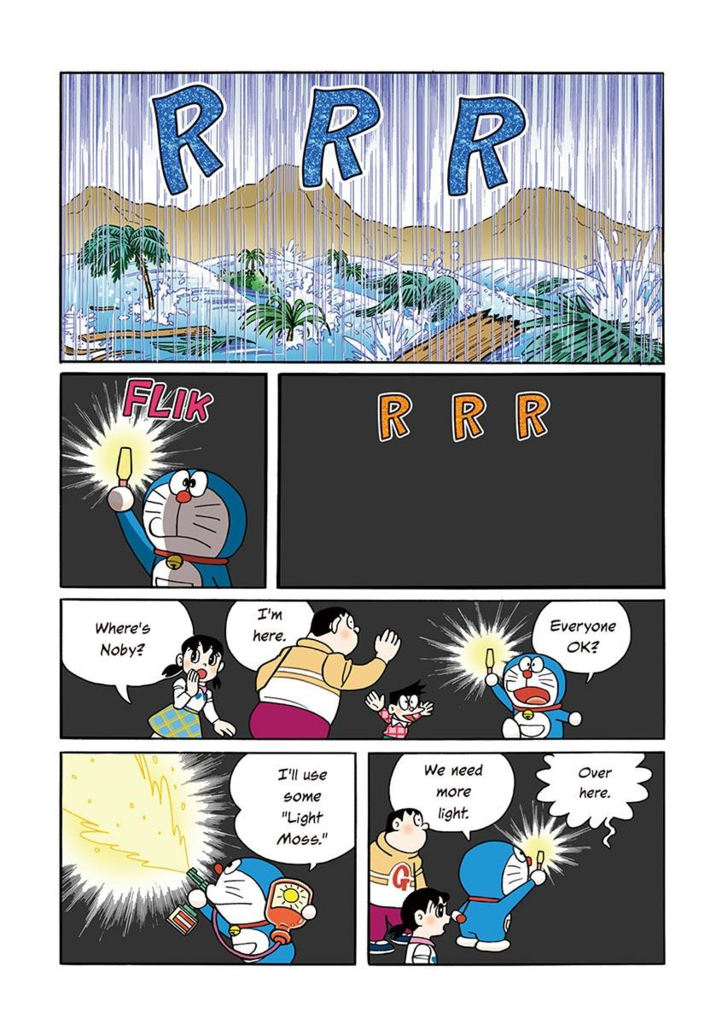 R R R
R R R
FLIK
Everyone
OK?
I'm
here.
Where's
Noby?
Over
here.
We need
more
light.
G
I'll use
some
"Light
Moss."